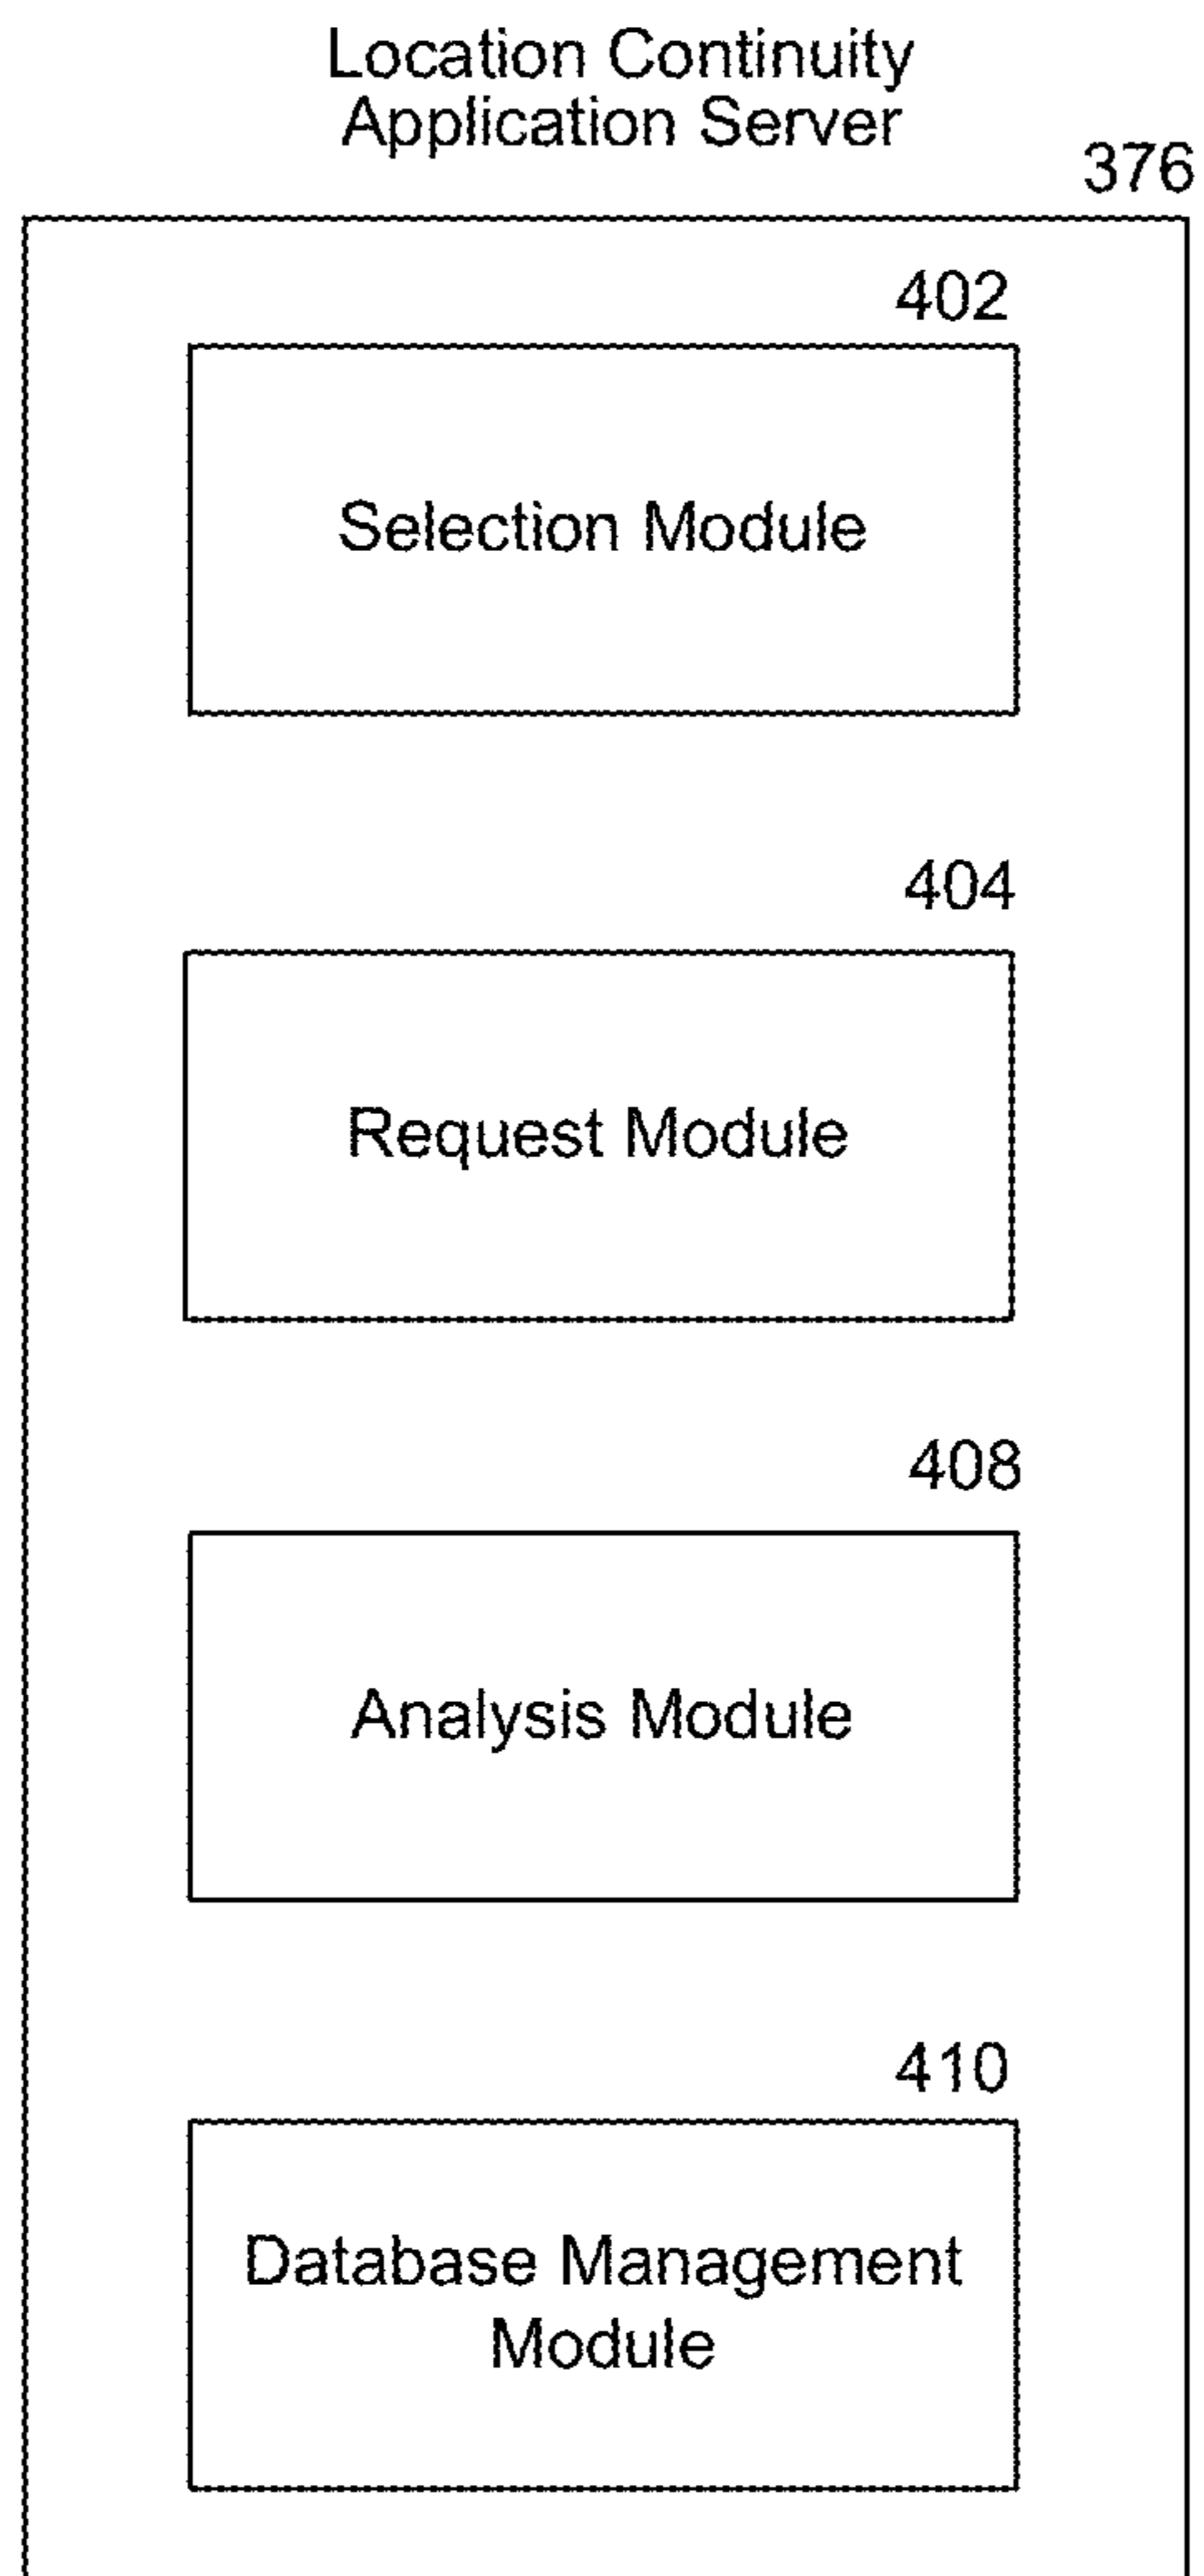 Location Continuity
Application Server
376
402
Selection Module
404
Request Module
408
Analysis Module
410
Database Management
Module